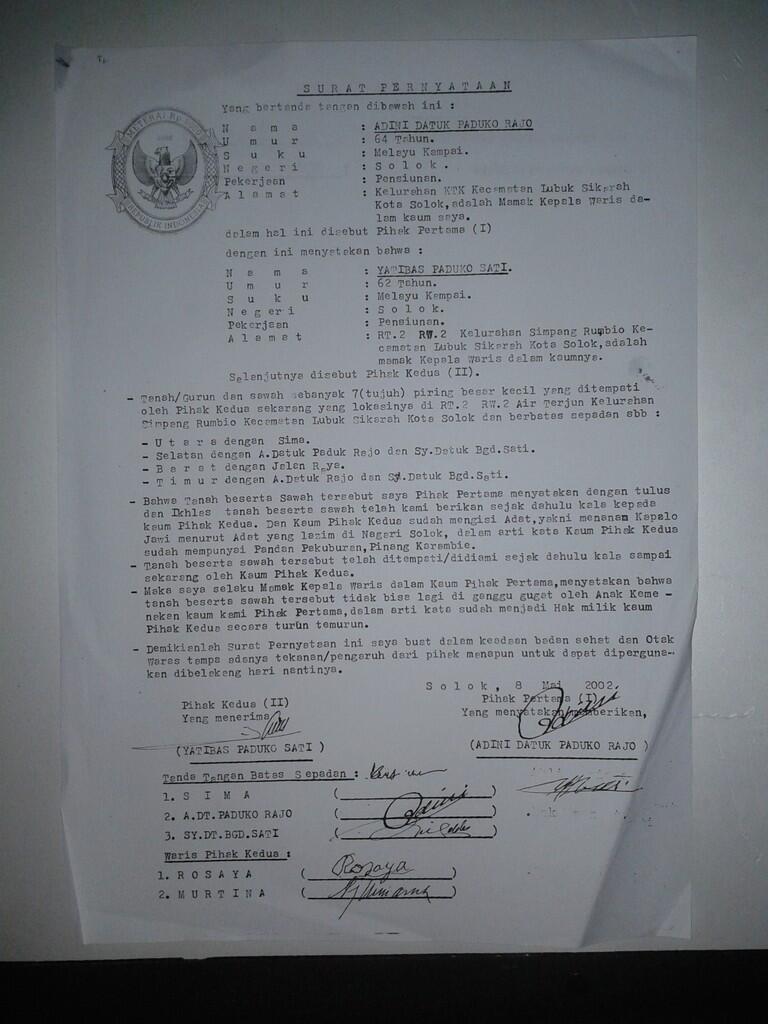 SURAT PERNYATAAN
Yang bertanda tangan dibawah ini :
METERAI
REPUBLIK INDONESIA
N a m a : ADINI DATUK PADUKO RAJO
U m u r : 64 Tahun.
S u k u : Melayu Kampai.
N e g e r i : S o l o k .
Pekerjaan : Pensiunan.
A l a m a t : Kelurahan KTK Kecamatan Lubuk Sikarah
Kota Solok,adalah Mamak Kepala Waris da-
lam kaum saya.
dalam hal ini disebut Pihak Pertama (I)
dengan ini menyatakan bahwa :
N a m a : YATIBAS PADUKO SATI.
U m u r : 62 Tahun.
S u k u : Melayu Kampai.
N e g e r i : S o l o k.
Pekerjaan : Pensiunan.
A l a m a t : RT.2 RW.2 Kelurahan Simpang Rumbio Ke-
camatan Lubuk Sikarah Kota Solok,adalah
mamak Kepala Waris dalam kaumnya.
Selanjutnya disebut Pihak Kedua (II).
- Tanah/Gurun dan sawah sebanyak 7(tujuh) piring besar kecil yang ditempati
oleh Pihak Kedua sekarang yang lokasinya di RT.2 RW.2 Air Terjun Kelurahan
Simpang Rumbio Kecamatan Lubuk Sikarah Kota Solok dan berbatas sepadan sbb :
- U t a r a dengan Sima.
- Selatan dengan A.Datuk Paduk Rajo dan Sy.Datuk Bgd.Sati.
- B a r a t dengan Jalan Raya.
- T i m u r dengan A.Datuk Rajo dan Sy.Datuk Bgd.Sati.
- Bahwa Tanah beserta Sawah tersebut saya Pihak Pertama menyatakan dengan tulus
dan Ikhlas tanah beserta sawah telah kami berikan sejak dahulu kala kepada
kaum Pihak Kedua. Dan Kaum Pihak Kedua sudah mengisi Adat,yakni menanam Kapalo
Jawi menurut Adat yang lazim di Nagari Solok, dalam arti kata Kaum Pihak Kedua
sudah mempunyai Pandan Pakuburan,Pinang Karambie.
- Tanah beserta sawah tersebut telah ditempati/didiami sejak dahulu kala sampai
sekarang oleh Kaum Pihak Kedua.
- Maka saya selaku Mamak Kepala Waris dalam Kaum Pihak Pertama,menyatakan bahwa
tanah beserta sawah tersebut tidak bisa lagi di ganggu gugat oleh Anak Keme -
nakan kaum kami Pihak Pertama,dalam arti kata sudah menjadi Hak milik kaum
Pihak Kedua secara turun temurun.
- Demikianlah Surat Pernyataan ini saya buat dalam keadaan badan sehat dan Otak
Waras tampa adanya tekanan/pengaruh dari pihak manapun untuk dapat dipergunа-
kan dibelakang hari nantinya.
S o l o k , 8 Mai 2002.
Pihak Kedua (II)
Yang menerima
Pihak Pertama (I)
Yang menyatakan memberikan,
(YATIBAS PADUKO SATI )
(ADINI DATUK PADUKO RAJO )
Tanda Tangan Batas Sepadan :
1. S I M A ( )
2. A.DT.PADUKO RAJO ( )
3. SY.DT.BGD.SATI ( )
Waris Pihak Kedua :
1. R O S A Y A ( Rosaya )
2. M U R T I N A ( )